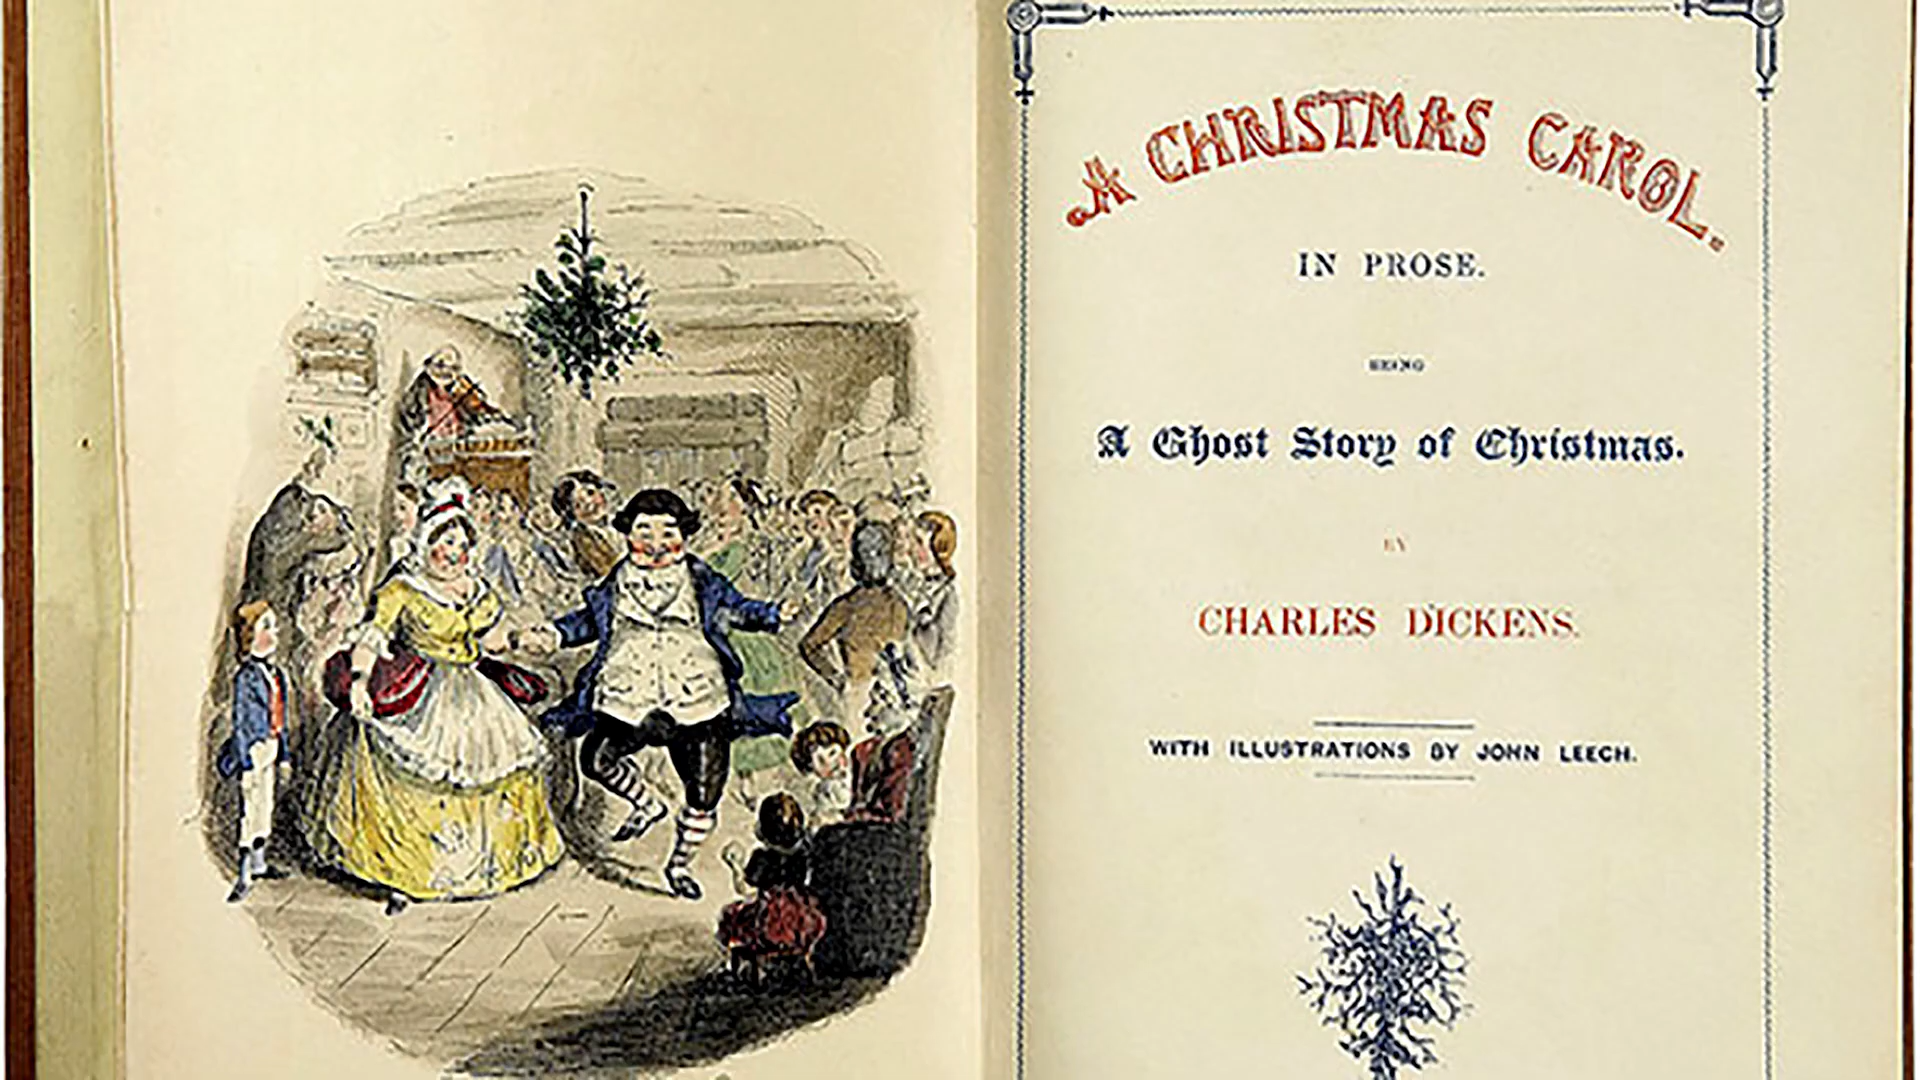 A CHRISTMAS CAROL.
IN PROSE.
BEING
A Ghost Story of Christmas.
BY
CHARLES DICKENS.
WITH ILLUSTRATIONS BY JOHN LEECH.